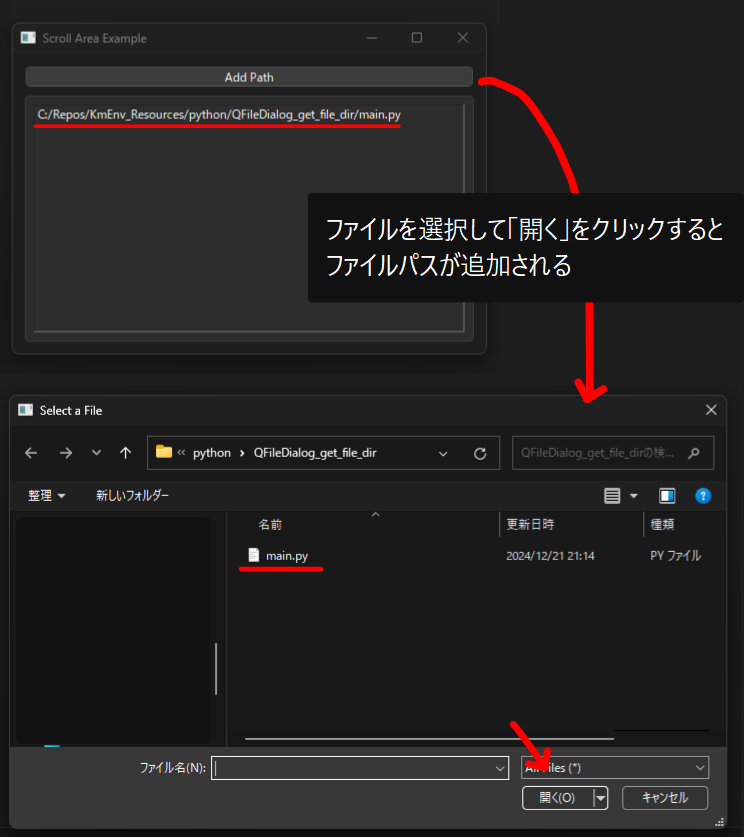 Scroll Area Example
Add Path
C:/Repos/KmEnv_Resources/python/QFileDialog_get_file_dir/main.py
ファイルを選択して「開く」をクリックすると
ファイルパスが追加される
Select a File
« python › QFileDialog_get_file_dir
QFileDialog_get_file_dirの検...
整理
新しいフォルダー
名前 更新日時 種類
main.py 2024/12/21 21:14 PY ファイル
ファイル名(N):
All Files (*)
開く(O)
キャンセル